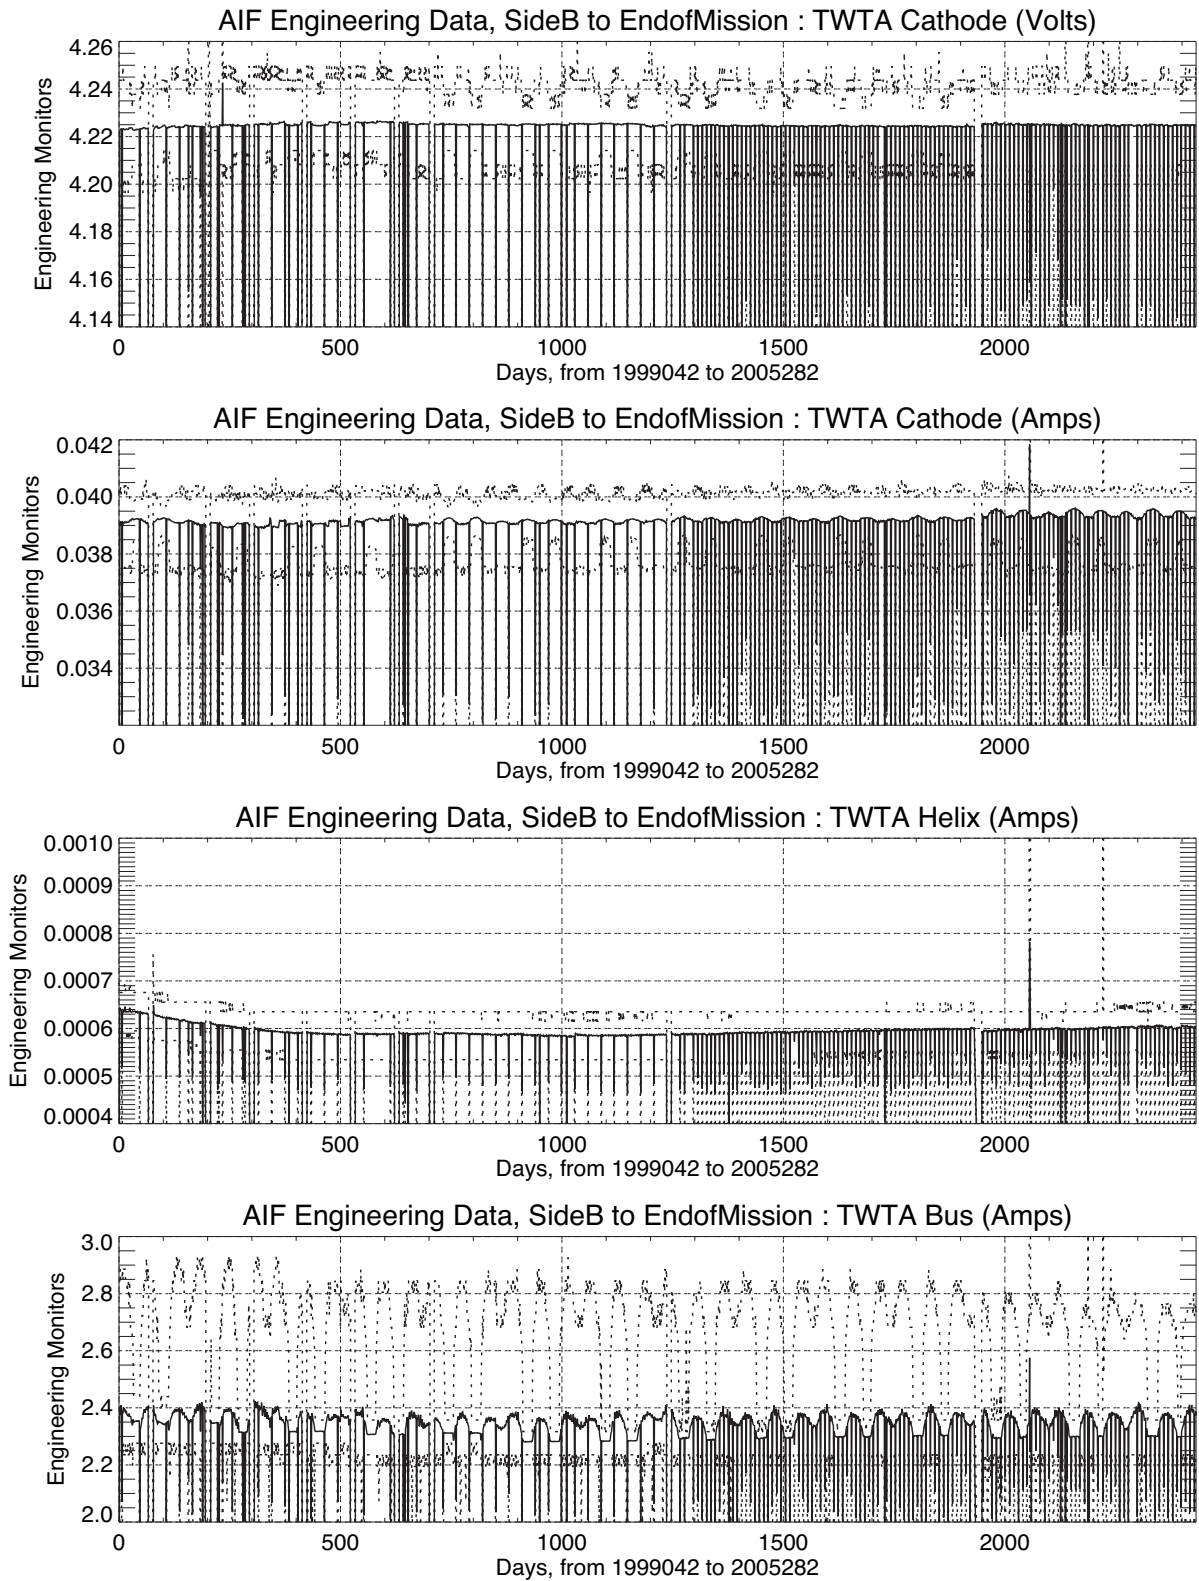 AIF Engineering Data, SideB to EndofMission : TWTA Cathode (Volts)
Engineering Monitors
4.26
4.24
4.22
4.20
4.18
4.16
4.14
0 500 1000 1500 2000
Days, from 1999042 to 2005282
AIF Engineering Data, SideB to EndofMission : TWTA Cathode (Amps)
Engineering Monitors
0.042
0.040
0.038
0.036
0.034
0 500 1000 1500 2000
Days, from 1999042 to 2005282
AIF Engineering Data, SideB to EndofMission : TWTA Helix (Amps)
Engineering Monitors
0.0010
0.0009
0.0008
0.0007
0.0006
0.0005
0.0004
0 500 1000 1500 2000
Days, from 1999042 to 2005282
AIF Engineering Data, SideB to EndofMission : TWTA Bus (Amps)
Engineering Monitors
3.0
2.8
2.6
2.4
2.2
2.0
0 500 1000 1500 2000
Days, from 1999042 to 2005282